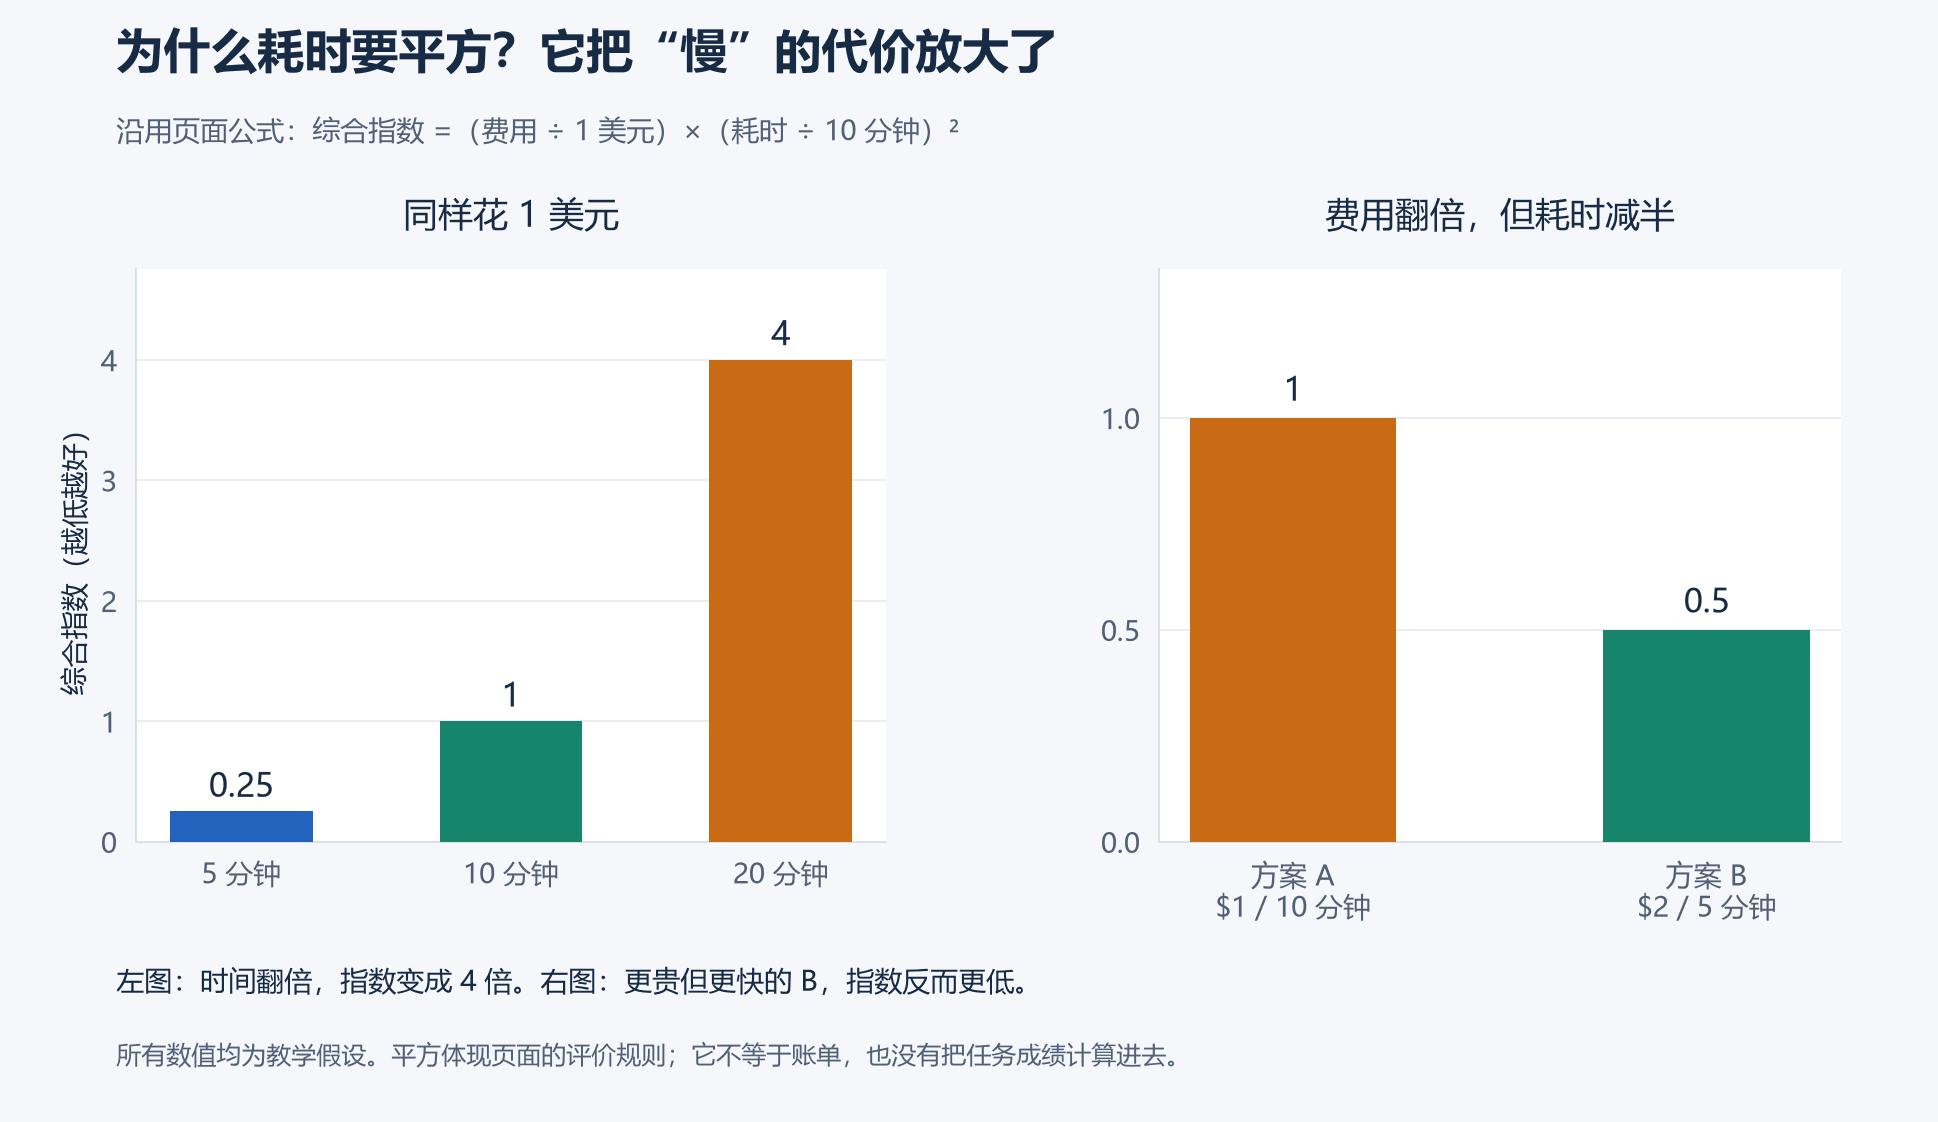 为什么耗时要平方？它把“慢”的代价放大了
沿用页面公式：综合指数 =（费用 ÷ 1 美元）×（耗时 ÷ 10 分钟）²
同样花 1 美元
综合指数（越低越好）
4
3
2
1
0
0.25
1
4
5 分钟
10 分钟
20 分钟
费用翻倍，但耗时减半
1.0
0.5
0.0
1
0.5
方案 A
$1 / 10 分钟
方案 B
$2 / 5 分钟
左图：时间翻倍，指数变成 4 倍。右图：更贵但更快的 B，指数反而更低。
所有数值均为教学假设。平方体现页面的评价规则；它不等于账单，也没有把任务成绩计算进去。